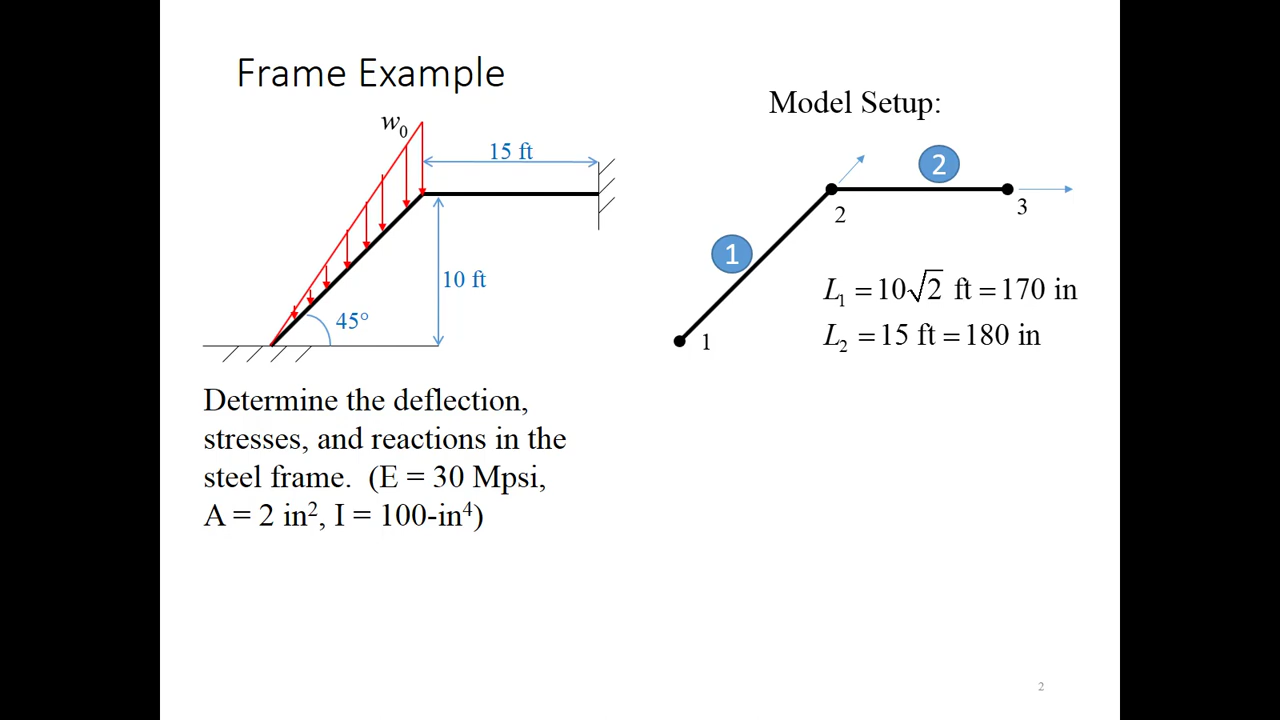 Frame Example
w₀
15 ft
10 ft
45°
Determine the deflection,
stresses, and reactions in the
steel frame. (E = 30 Mpsi,
A = 2 in², I = 100-in⁴)
Model Setup:
2
1
2
3
1
L₁ = 10√2 ft = 170 in
L₂ = 15 ft = 180 in
2